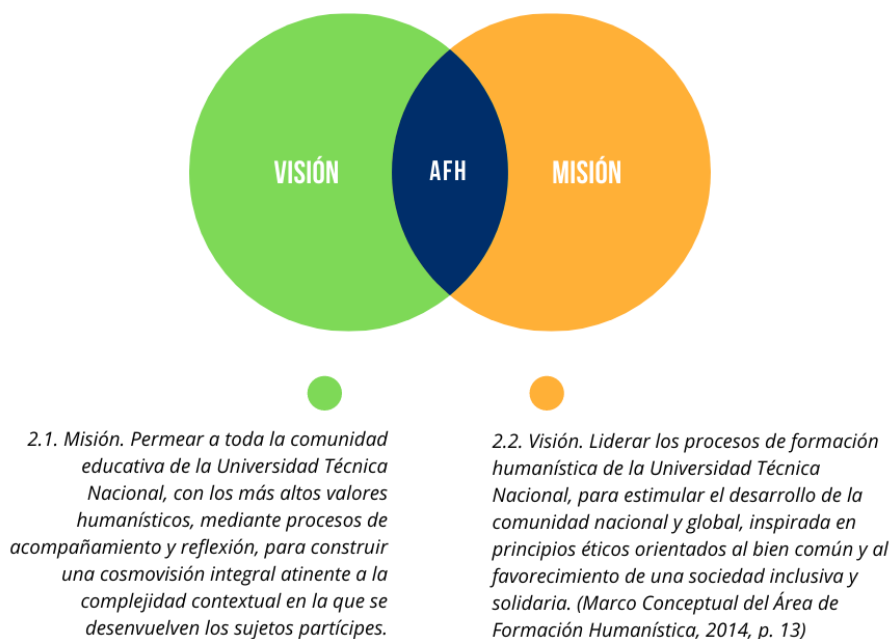 VISIÓN
AFH
MISIÓN
2.1. Misión. Permear a toda la comunidad
educativa de la Universidad Técnica
Nacional, con los más altos valores
humanísticos, mediante procesos de
acompañamiento y reflexión, para construir
una cosmovisión integral atinente a la
complejidad contextual en la que se
desenvuelven los sujetos partícipes.
2.2. Visión. Liderar los procesos de formación
humanística de la Universidad Técnica
Nacional, para estimular el desarrollo de la
comunidad nacional y global, inspirada en
principios éticos orientados al bien común y al
favorecimiento de una sociedad inclusiva y
solidaria. (Marco Conceptual del Área de
Formación Humanística, 2014, p. 13)